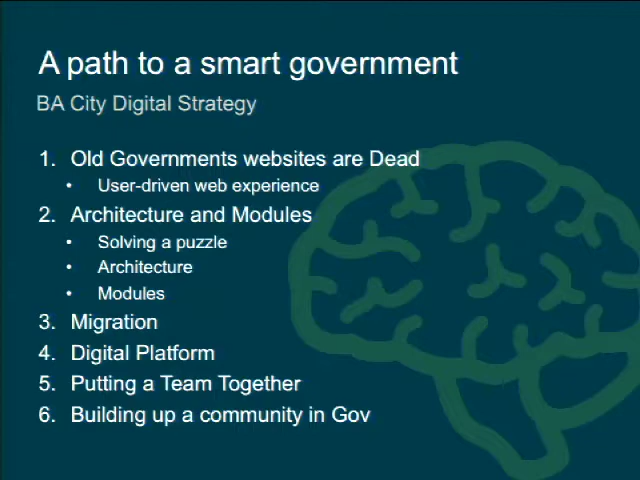 A path to a smart government
BA City Digital Strategy
1. Old Governments websites are Dead
• User-driven web experience
2. Architecture and Modules
• Solving a puzzle
• Architecture
• Modules
3. Migration
4. Digital Platform
5. Putting a Team Together
6. Building up a community in Gov